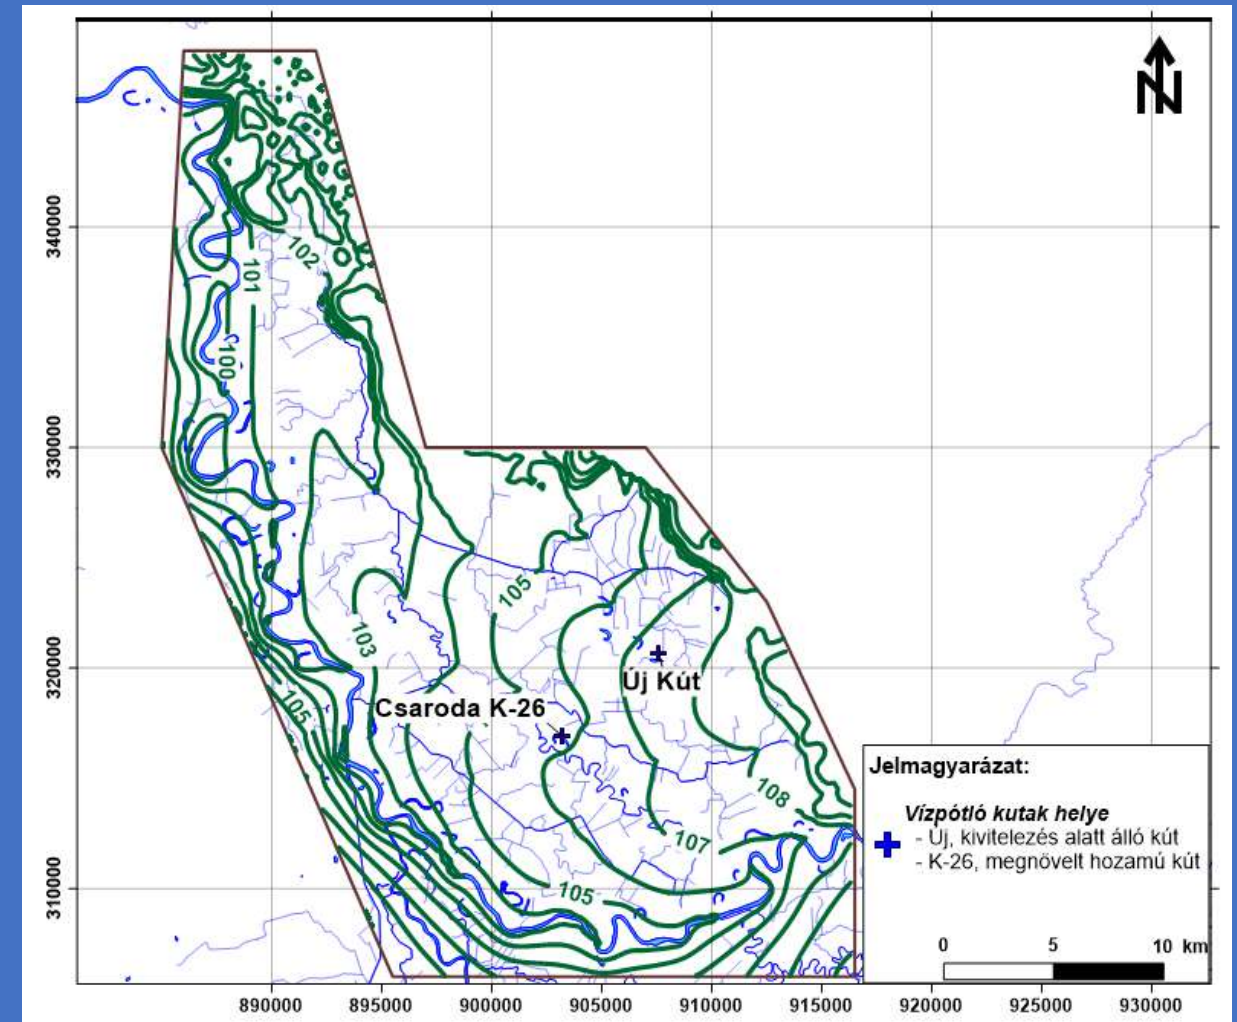 N
340000
330000
320000
310000
102
101
100
105
103
105
Új Kút
Csaroda K-26
108
107
105
Jelmagyarázat:
Vízpótló kutak helye
- Új, kivitelezés alatt álló kút
- K-26, megnövelt hozamú kút
0 5 10 km
890000 895000 900000 905000 910000 915000 920000 925000 930000